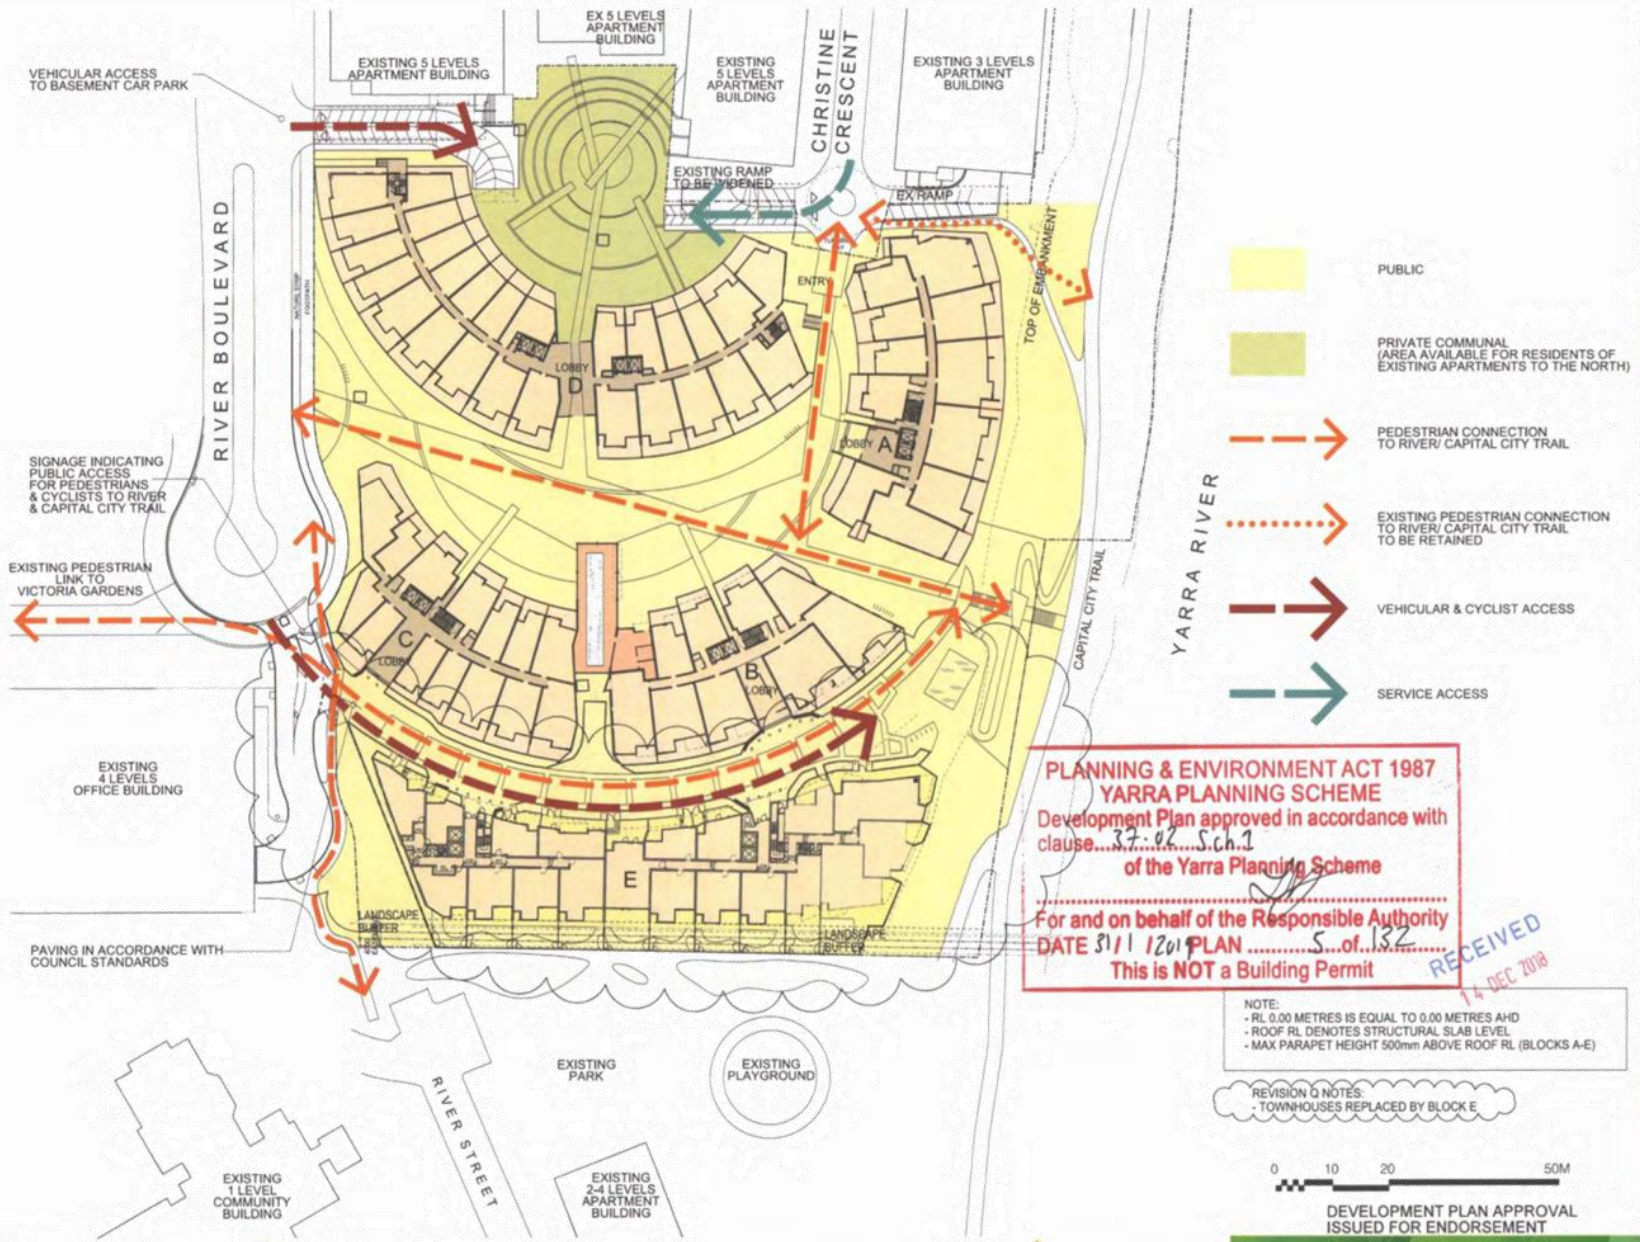 EX 5 LEVELS
APARTMENT
BUILDING
VEHICULAR ACCESS
TO BASEMENT CAR PARK
EXISTING 5 LEVELS
APARTMENT BUILDING
EXISTING
5 LEVELS
APARTMENT
BUILDING
CHRISTINE
CRESCENT
EXISTING 3 LEVELS
APARTMENT
BUILDING
EXISTING RAMP
TO BE WIDENED
EX RAMP
RIVER BOULEVARD
FOOTPATH
ENTRY
TOP OF EMBANKMENT
PUBLIC
PRIVATE COMMUNAL
(AREA AVAILABLE FOR RESIDENTS OF
EXISTING APARTMENTS TO THE NORTH)
LOBBY
D
LOBBY A
PEDESTRIAN CONNECTION
TO RIVER/ CAPITAL CITY TRAIL
SIGNAGE INDICATING
PUBLIC ACCESS
FOR PEDESTRIANS
& CYCLISTS TO RIVER
& CAPITAL CITY TRAIL
YARRA RIVER
EXISTING PEDESTRIAN CONNECTION
TO RIVER/ CAPITAL CITY TRAIL
TO BE RETAINED
EXISTING PEDESTRIAN
LINK TO
VICTORIA GARDENS
CAPITAL CITY TRAIL
VEHICULAR & CYCLIST ACCESS
C
LOBBY
B
LOBBY
SERVICE ACCESS
EXISTING
4 LEVELS
OFFICE BUILDING
PLANNING & ENVIRONMENT ACT 1987
YARRA PLANNING SCHEME
Development Plan approved in accordance with
clause...37.02 Sch.1
of the Yarra Planning Scheme
For and on behalf of the Responsible Authority
DATE 31/1/2019 PLAN ..........5...of..132.........
This is NOT a Building Permit
RECEIVED
14 DEC 2018
E
LANDSCAPE
BUFFER
LANDSCAPE
BUFFER
PAVING IN ACCORDANCE WITH
COUNCIL STANDARDS
NOTE:
- RL 0.00 METRES IS EQUAL TO 0.00 METRES AHD
- ROOF RL DENOTES STRUCTURAL SLAB LEVEL
- MAX PARAPET HEIGHT 500mm ABOVE ROOF RL (BLOCKS A-E)
EXISTING
PARK
EXISTING
PLAYGROUND
RIVER STREET
REVISION Q NOTES:
- TOWNHOUSES REPLACED BY BLOCK E
EXISTING
1 LEVEL
COMMUNITY
BUILDING
EXISTING
2-4 LEVELS
APARTMENT
BUILDING
0 10 20 50M
DEVELOPMENT PLAN APPROVAL
ISSUED FOR ENDORSEMENT